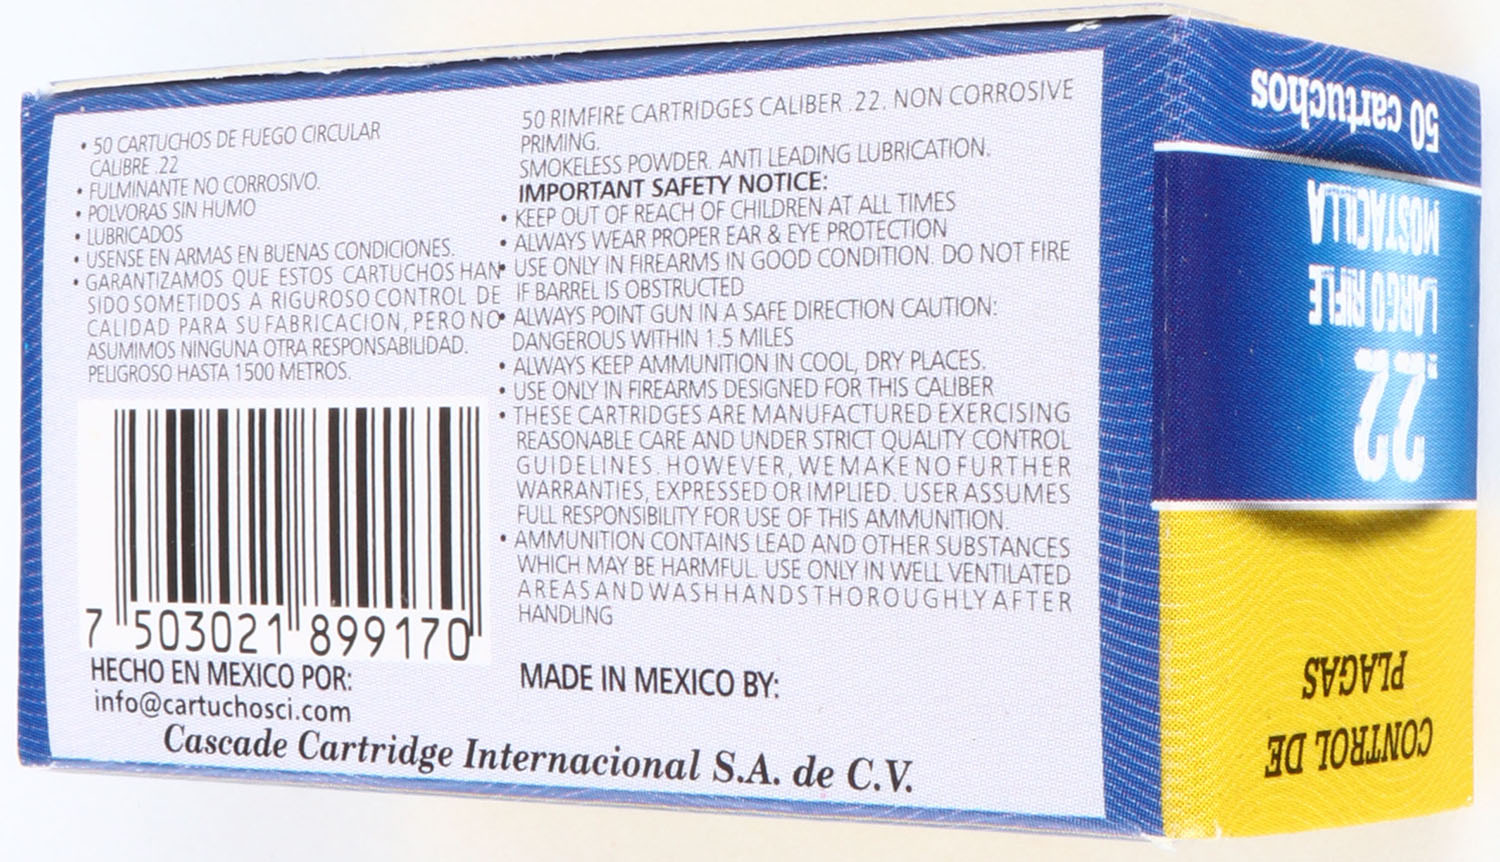 • 50 CARTUCHOS DE FUEGO CIRCULAR
CALIBRE .22
• FULMINANTE NO CORROSIVO.
• POLVORAS SIN HUMO
• LUBRICADOS
• USENSE EN ARMAS EN BUENAS CONDICIONES.
• GARANTIZAMOS QUE ESTOS CARTUCHOS HAN
SIDO SOMETIDOS A RIGUROSO CONTROL DE
CALIDAD PARA SU FABRICACION, PERO NO
ASUMIMOS NINGUNA OTRA RESPONSABILIDAD.
PELIGROSO HASTA 1500 METROS.
7 503021 899170
HECHO EN MEXICO POR:
info@cartuchosci.com
50 RIMFIRE CARTRIDGES CALIBER .22. NON CORROSIVE
PRIMING.
SMOKELESS POWDER. ANTI LEADING LUBRICATION.
IMPORTANT SAFETY NOTICE:
• KEEP OUT OF REACH OF CHILDREN AT ALL TIMES
• ALWAYS WEAR PROPER EAR & EYE PROTECTION
• USE ONLY IN FIREARMS IN GOOD CONDITION. DO NOT FIRE
IF BARREL IS OBSTRUCTED
• ALWAYS POINT GUN IN A SAFE DIRECTION CAUTION:
DANGEROUS WITHIN 1.5 MILES
• ALWAYS KEEP AMMUNITION IN COOL, DRY PLACES.
• USE ONLY IN FIREARMS DESIGNED FOR THIS CALIBER
• THESE CARTRIDGES ARE MANUFACTURED EXERCISING
REASONABLE CARE AND UNDER STRICT QUALITY CONTROL
GUIDELINES. HOWEVER, WE MAKE NO FURTHER
WARRANTIES, EXPRESSED OR IMPLIED. USER ASSUMES
FULL RESPONSIBILITY FOR USE OF THIS AMMUNITION.
• AMMUNITION CONTAINS LEAD AND OTHER SUBSTANCES
WHICH MAY BE HARMFUL. USE ONLY IN WELL VENTILATED
AREAS AND WASH HANDS THOROUGHLY AFTER
HANDLING
MADE IN MEXICO BY:
Cascade Cartridge Internacional S.A. de C.V.
CONTROL DE
PLAGAS
22
LARGO RIFLE
MOSTACILLA
50 cartuchos